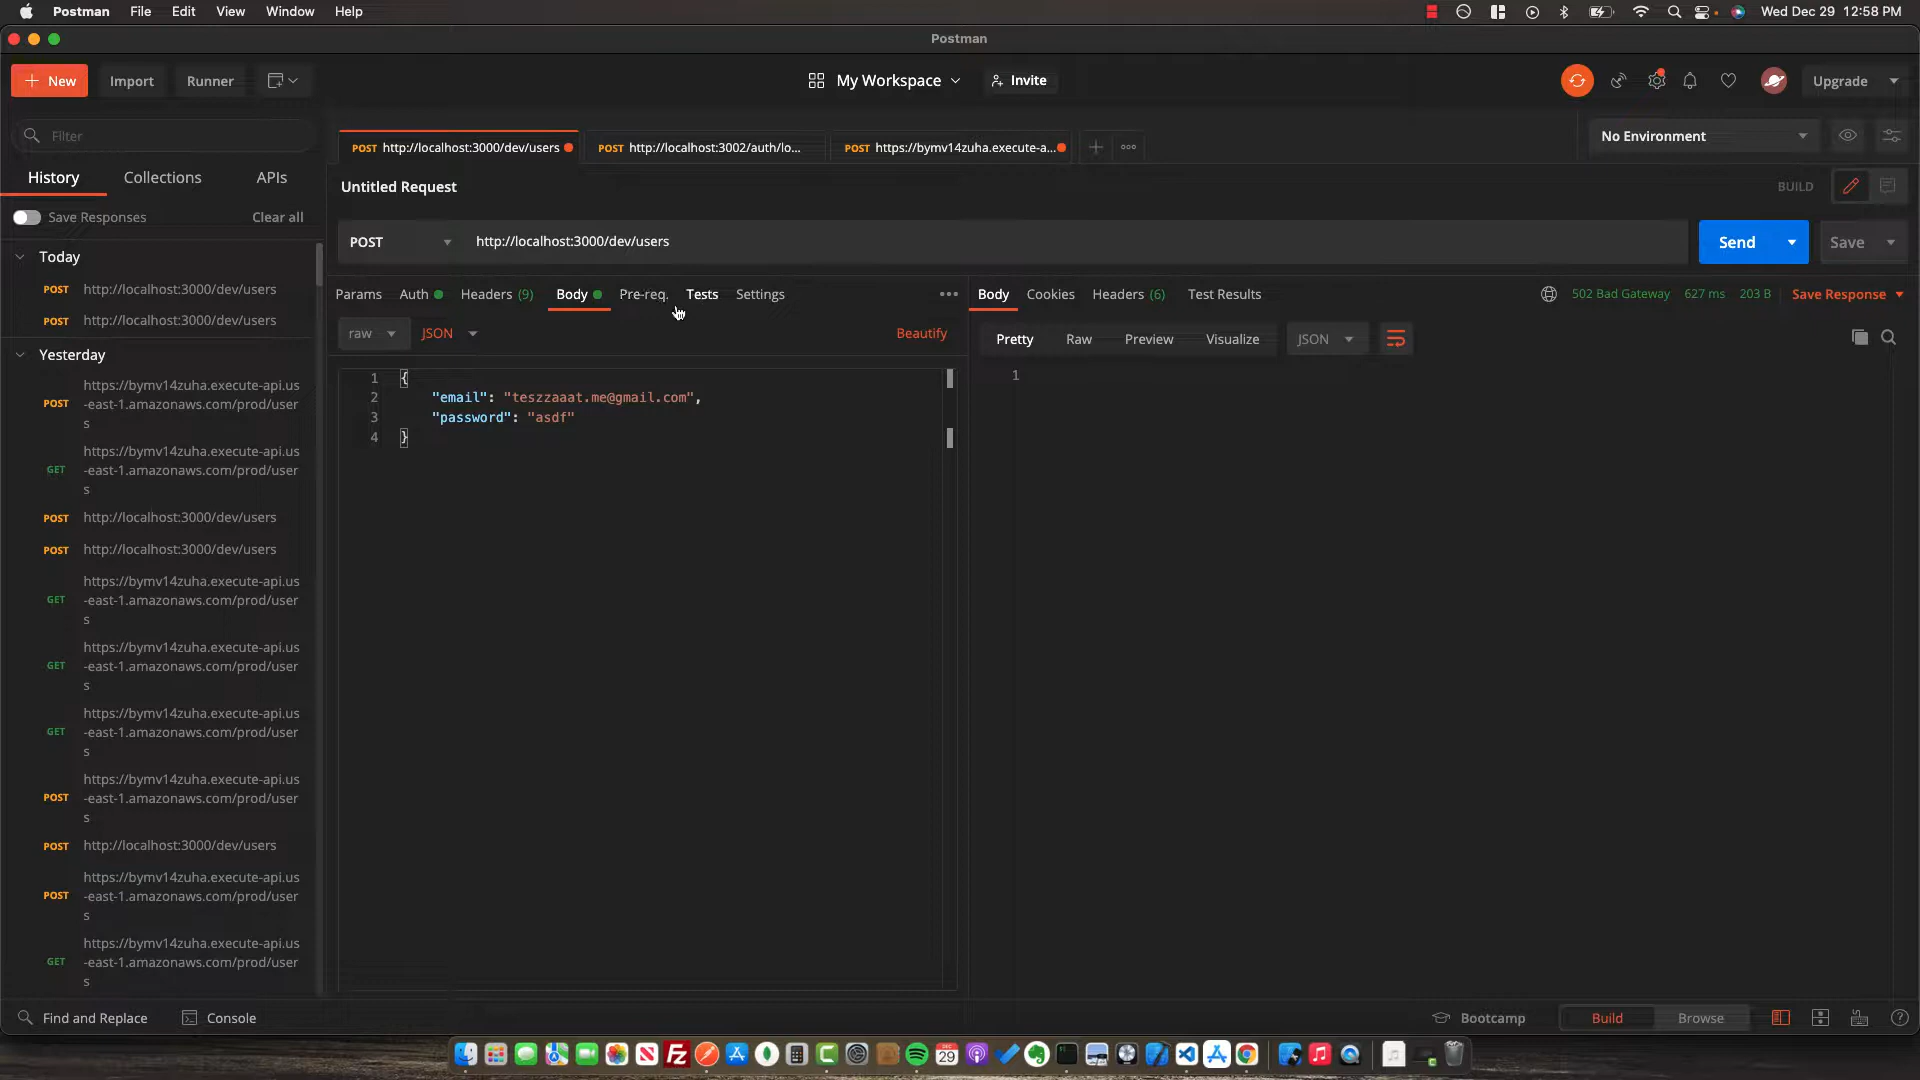 Postman File Edit View Window Help
Wed Dec 29 12:58 PM
Postman
New Import Runner
My Workspace Invite
Upgrade
Filter
POST http://localhost:3000/dev/users
POST http://localhost:3002/auth/lo...
POST https://bymv14zuha.execute-a...
No Environment
History Collections APIs
Untitled Request
BUILD
Save Responses Clear all
POST http://localhost:3000/dev/users Send Save
Today
POST http://localhost:3000/dev/users
POST http://localhost:3000/dev/users
Yesterday
POST https://bymv14zuha.execute-api.us
-east-1.amazonaws.com/prod/user
s
GET https://bymv14zuha.execute-api.us
-east-1.amazonaws.com/prod/user
s
POST http://localhost:3000/dev/users
POST http://localhost:3000/dev/users
GET https://bymv14zuha.execute-api.us
-east-1.amazonaws.com/prod/user
s
GET https://bymv14zuha.execute-api.us
-east-1.amazonaws.com/prod/user
s
GET https://bymv14zuha.execute-api.us
-east-1.amazonaws.com/prod/user
s
POST https://bymv14zuha.execute-api.us
-east-1.amazonaws.com/prod/user
s
POST http://localhost:3000/dev/users
POST https://bymv14zuha.execute-api.us
-east-1.amazonaws.com/prod/user
s
GET https://bymv14zuha.execute-api.us
-east-1.amazonaws.com/prod/user
s
Params Auth Headers (9) Body Pre-req. Tests Settings
raw JSON Beautify
1 {
2 "email": "teszzaaat.me@gmail.com",
3 "password": "asdf"
4 }
Body Cookies Headers (6) Test Results
502 Bad Gateway 627 ms 203 B Save Response
Pretty Raw Preview Visualize JSON
1
Find and Replace Console
Bootcamp Build Browse
DEC
29